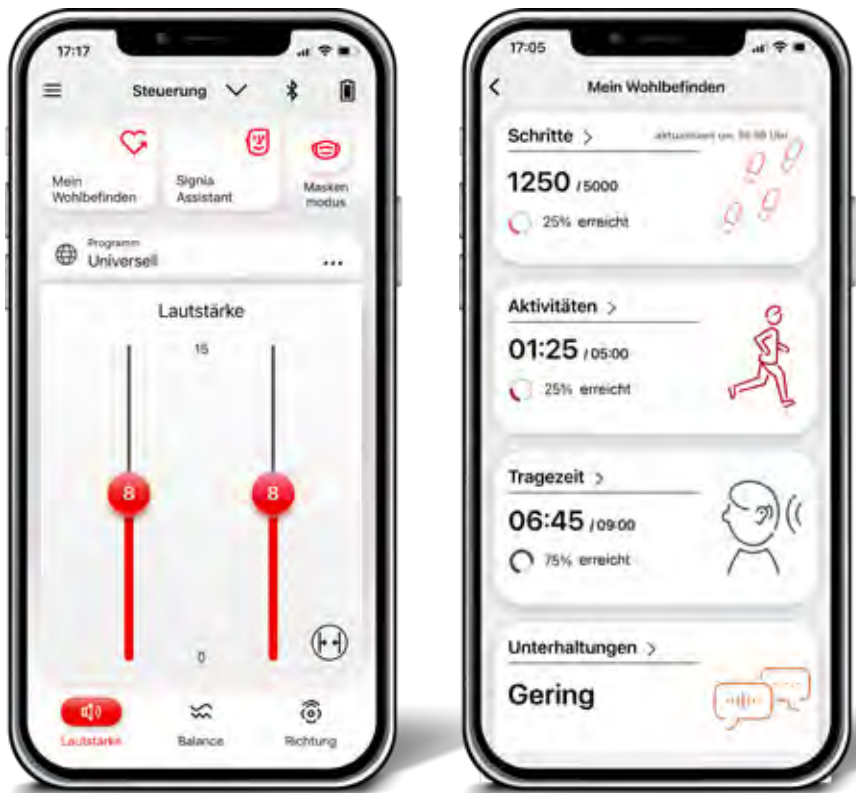 17:17
Steuerung
Mein
Wohlbefinden
Signia
Assistant
Masken
modus
Programm
Universell
...
Lautstärke
15
8
8
0
Lautstärke
Balance
Richtung
17:05
Mein Wohlbefinden
Schritte >
1250 /5000
25% erreicht
Aktivitäten >
01:25 /05:00
25% erreicht
Tragezeit >
06:45 /09:00
75% erreicht
Unterhaltungen >
Gering